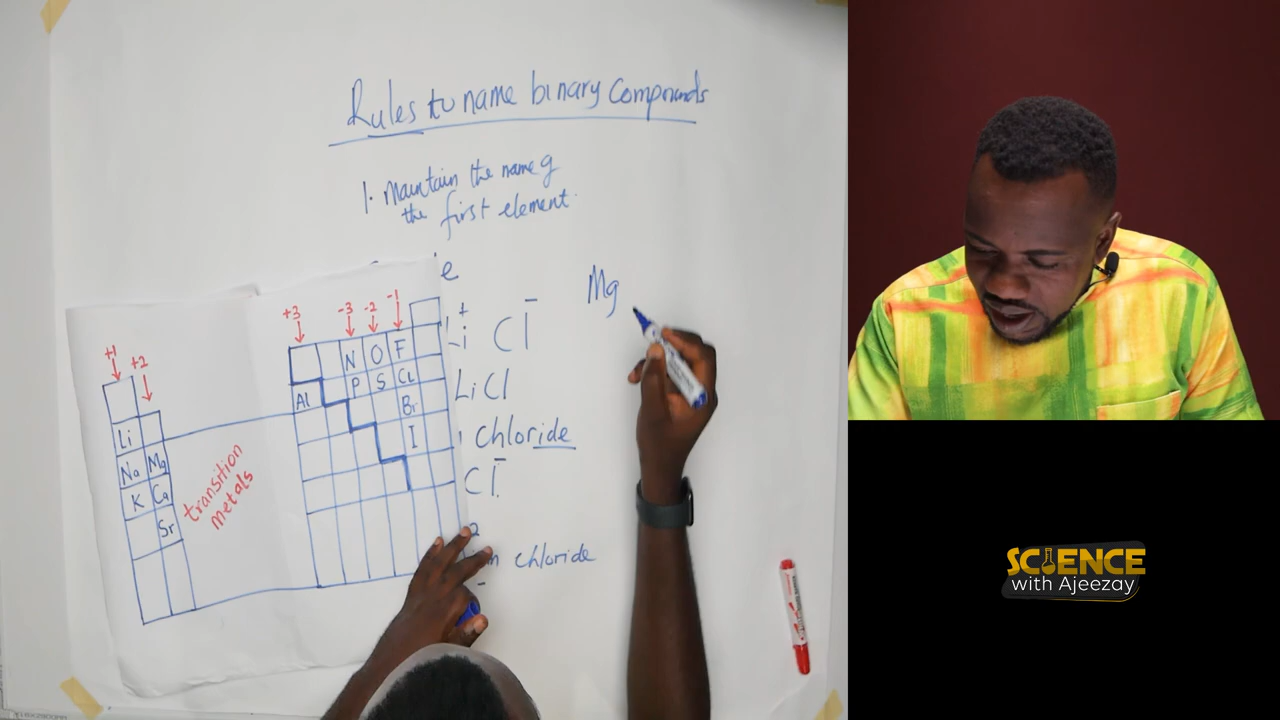 Rules to name binary Compounds
1. Maintain the name of
the first element.
e
Li⁺ Cl⁻
LiCl
chloride
Cl⁻
2
chloride
Mg
+1
+2
+3
-3 -2 -1
N O F
Al P S Cl
Br
I
Li
Na Mg
K Ca
Sr
transition
metals
SCIENCE
with Ajeezay